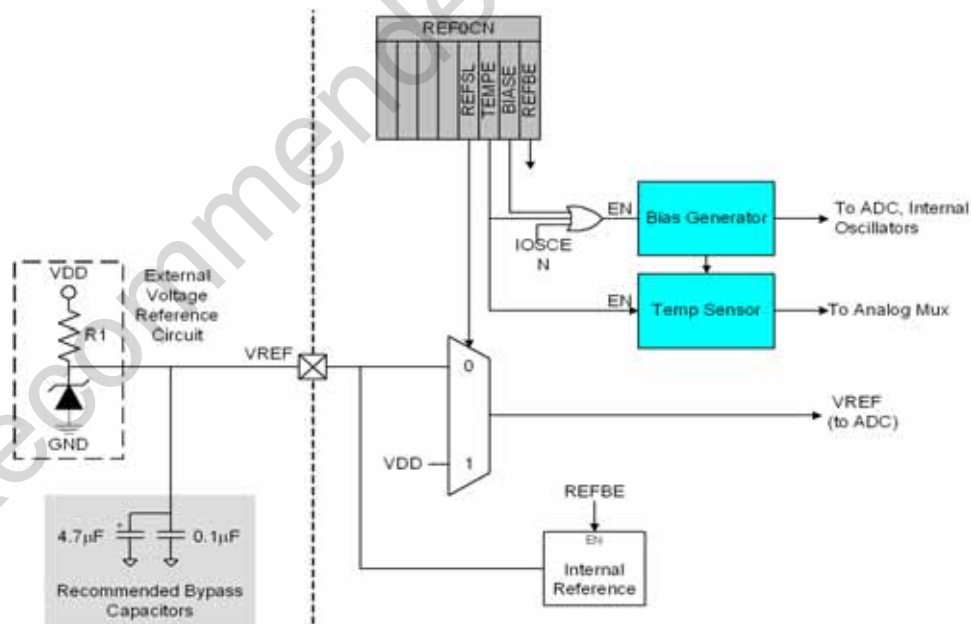 REF0CN
REFSL
TEMPE
BIASE
REFBE
EN
Bias Generator
To ADC, Internal
Oscillators
IOSCE
N
EN
Temp Sensor
To Analog Mux
VDD
External
Voltage
Reference
Circuit
R1
VREF
0
GND
VREF
(to ADC)
VDD
1
REFBE
EN
Internal
Reference
4.7µF
+
0.1µF
Recommended Bypass
Capacitors
Recommende